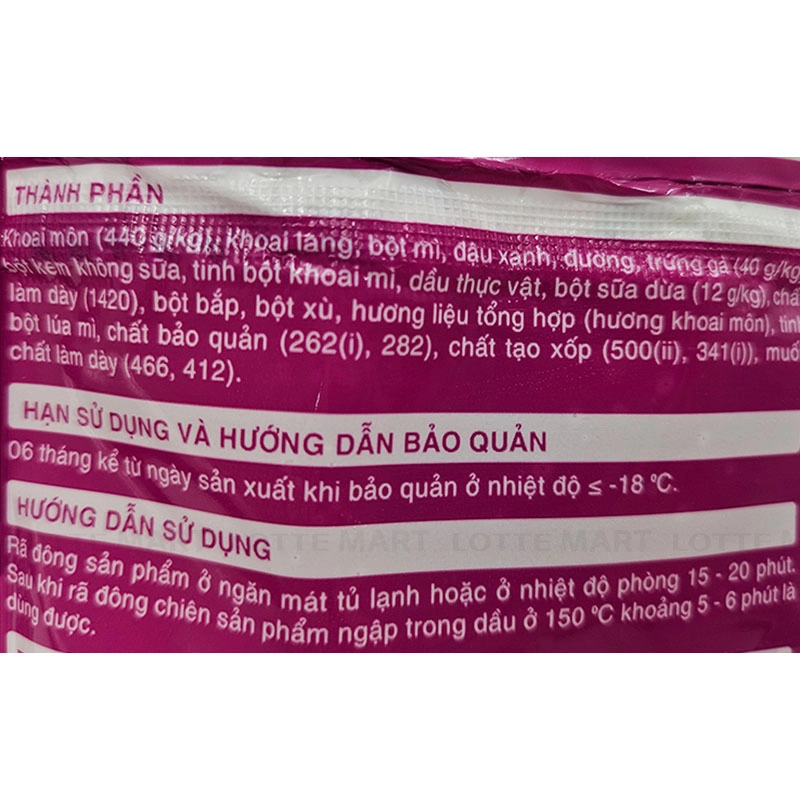 THÀNH PHẦN
Khoai môn (440 g/kg), khoai lang, bột mì, đậu xanh, đường, trứng gà (40 g/kg)
bột kem không sữa, tinh bột khoai mì, dầu thực vật, bột sữa dừa (12 g/kg), chất
làm dày (1420), bột bắp, bột xù, hương liệu tổng hợp (hương khoai môn), tinh
bột lúa mì, chất bảo quản (262(i), 282), chất tạo xốp (500(ii), 341(i)), muối
chất làm dày (466, 412).
HẠN SỬ DỤNG VÀ HƯỚNG DẪN BẢO QUẢN
06 tháng kể từ ngày sản xuất khi bảo quản ở nhiệt độ ≤ -18 ºC.
HƯỚNG DẪN SỬ DỤNG
LOTTE MART LOTTE MART LOTTE MART
Rã đông sản phẩm ở ngăn mát tủ lạnh hoặc ở nhiệt độ phòng 15 - 20 phút.
Sau khi rã đông chiên sản phẩm ngập trong dầu ở 150 ºC khoảng 5 - 6 phút là
dùng được.